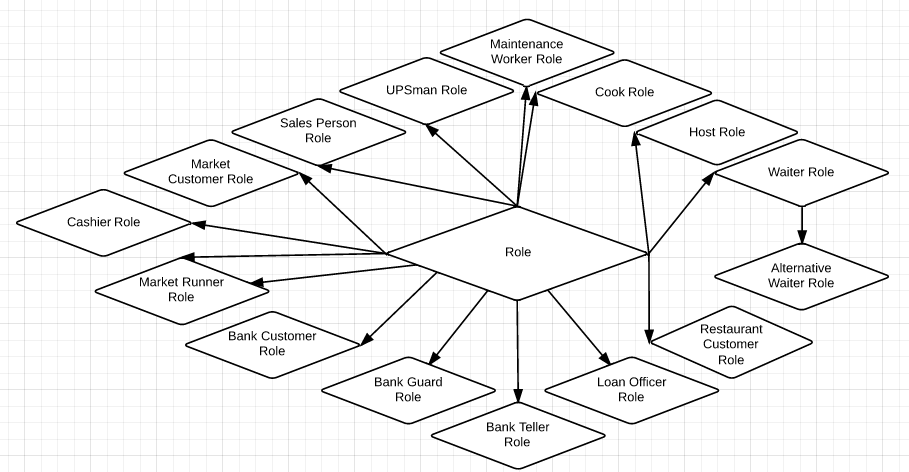 Maintenance
Worker Role
UPSman Role
Cook Role
Sales Person
Role
Host Role
Market
Customer Role
Waiter Role
Cashier Role
Role
Market Runner
Role
Alternative
Waiter Role
Bank Customer
Role
Restaurant
Customer
Role
Bank Guard
Role
Loan Officer
Role
Bank Teller
Role